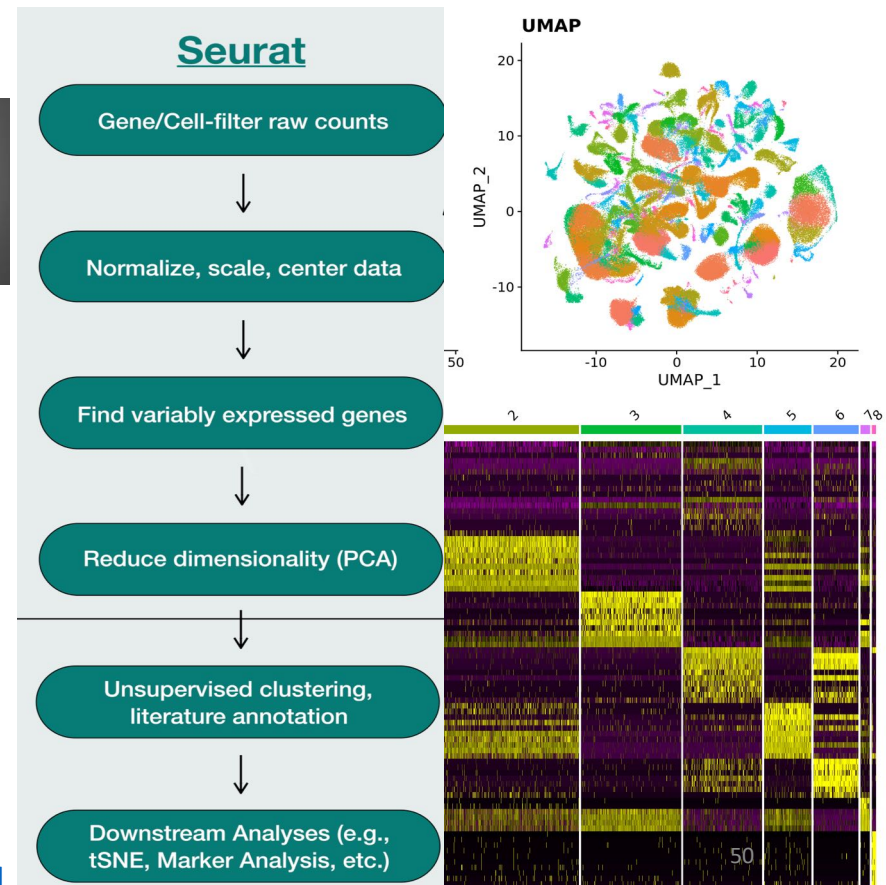 Seurat
Gene/Cell-filter raw counts
Normalize, scale, center data
Find variably expressed genes
Reduce dimensionality (PCA)
Unsupervised clustering,
literature annotation
Downstream Analyses (e.g.,
tSNE, Marker Analysis, etc.)
UMAP
20
10
0
-10
UMAP_2
50
-10
0
10
20
UMAP_1
2
3
4
5
6
7
8
50